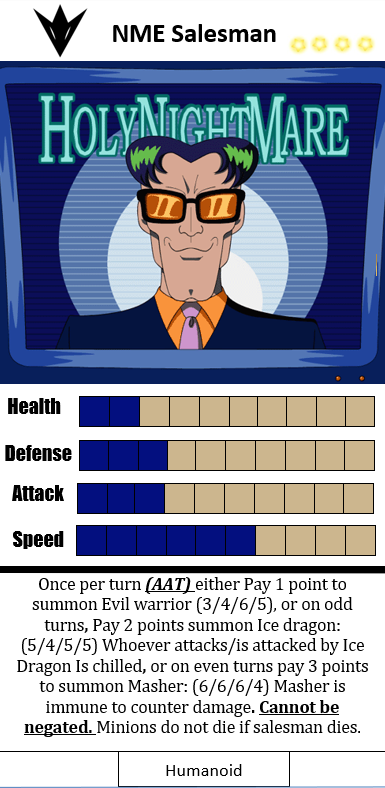 NME Salesman
HOLYNIGHTMARE
Health
Defense
Attack
Speed
Once per turn (AAT) either Pay 1 point to
summon Evil warrior (3/4/6/5), or on odd
turns, Pay 2 points summon Ice dragon:
(5/4/5/5) Whoever attacks/is attacked by Ice
Dragon Is chilled, or on even turns pay 3 points
to summon Masher: (6/6/6/4) Masher is
immune to counter damage. Cannot be
negated. Minions do not die if salesman dies.
Humanoid